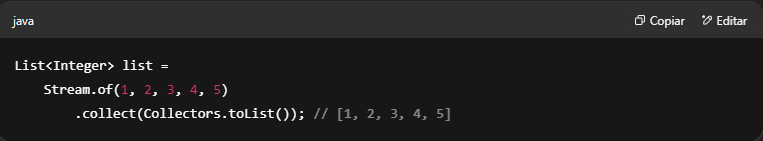 java Copiar Editar
List<Integer> list =
    Stream.of(1, 2, 3, 4, 5)
        .collect(Collectors.toList()); // [1, 2, 3, 4, 5]